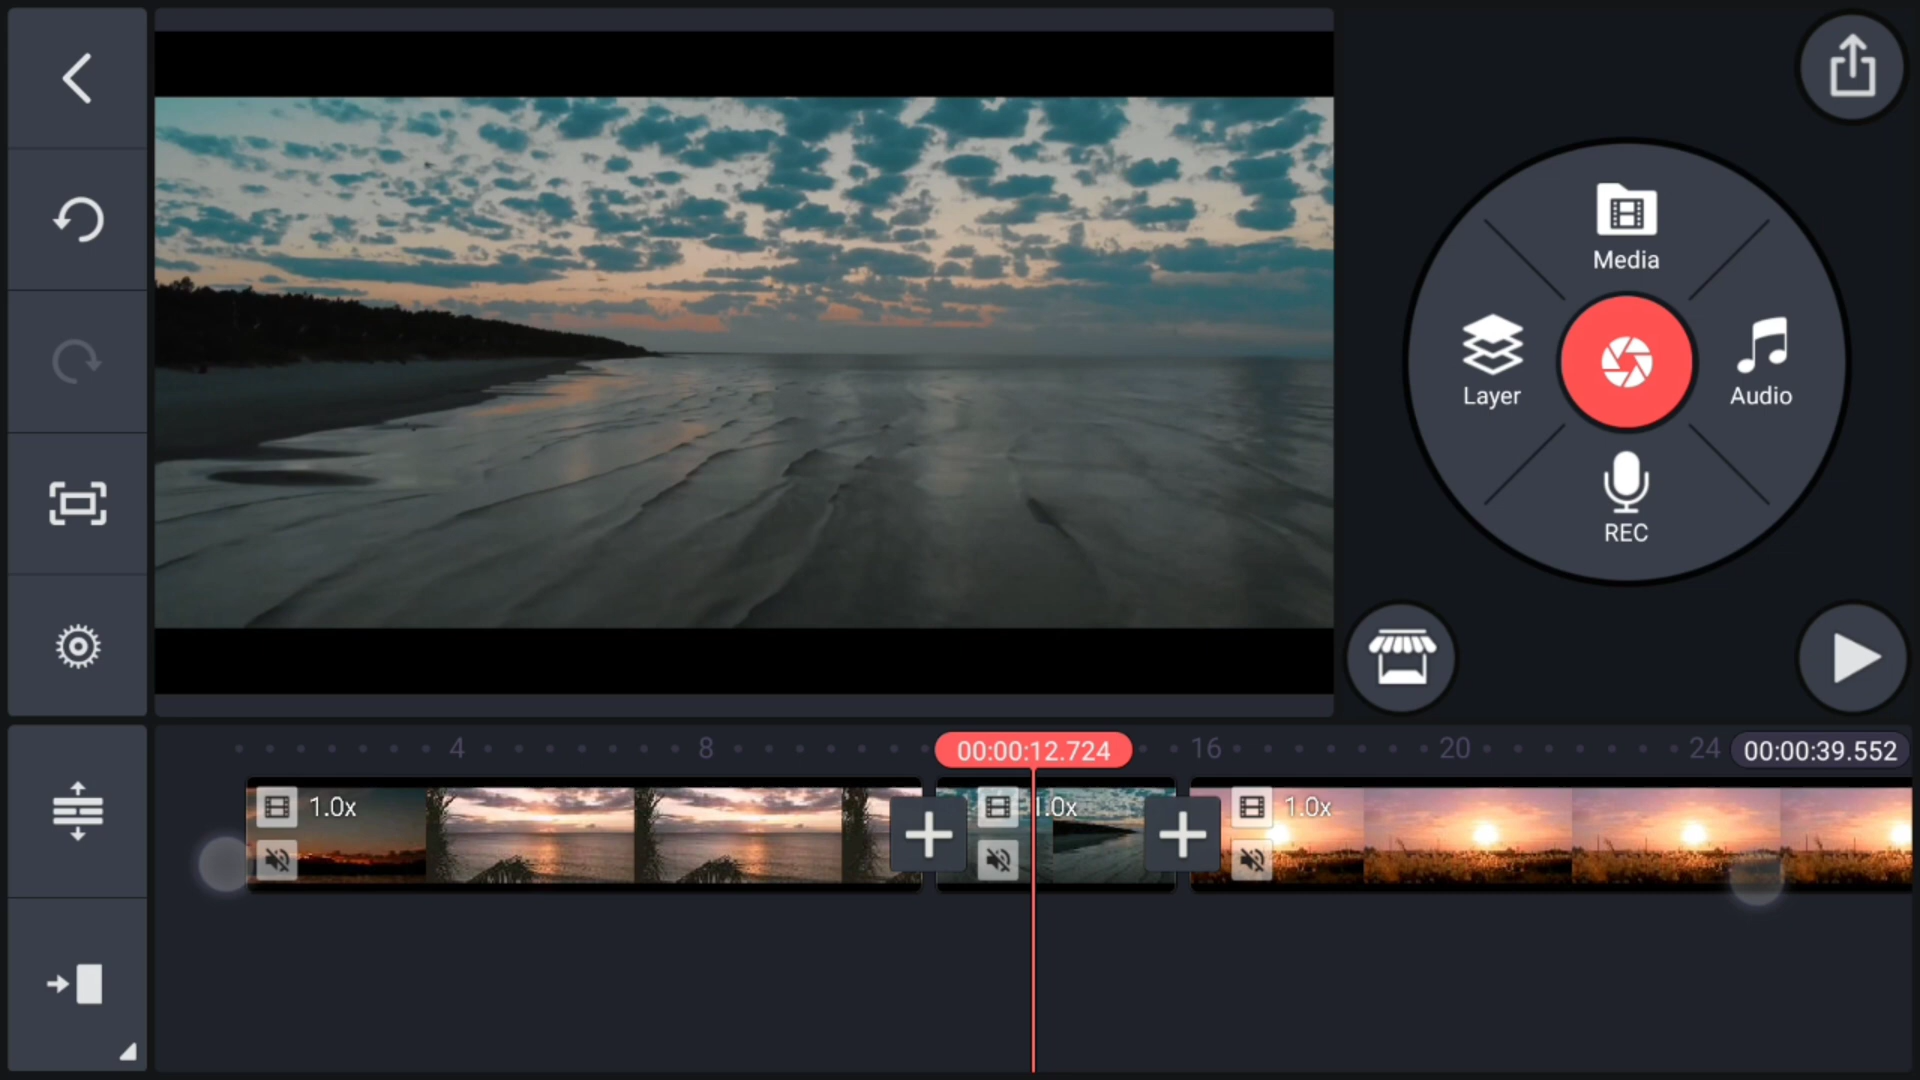 Media
Layer
Audio
REC
4
8
00:00:12.724
16
20
24
00:00:39.552
1.0x
1.0x
1.0x